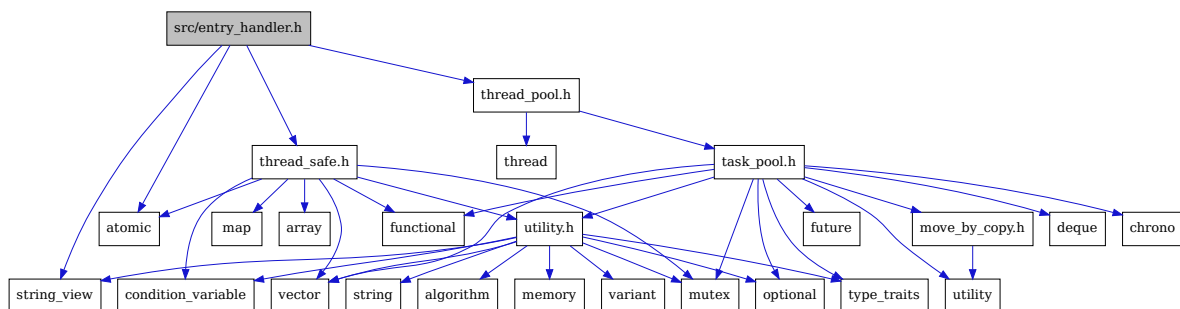 src/entry_handler.h
thread_pool.h
thread_safe.h
thread
task_pool.h
atomic
map
array
functional
utility.h
future
move_by_copy.h
deque
chrono
string_view
condition_variable
vector
string
algorithm
memory
variant
mutex
optional
type_traits
utility